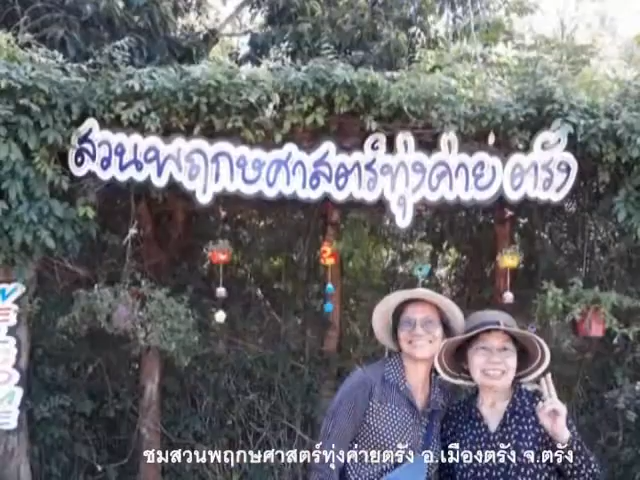 สวนพฤกษศาสตร์ทุ่งค่าย ตรัง
WELCOME
ชมสวนพฤกษศาสตร์ทุ่งค่ายตรัง อ.เมืองตรัง จ.ตรัง